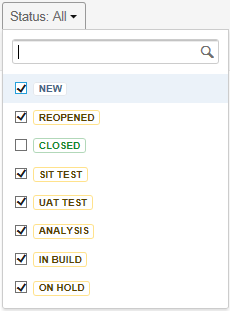 Status: All
NEW
REOPENED
CLOSED
SIT TEST
UAT TEST
ANALYSIS
IN BUILD
ON HOLD